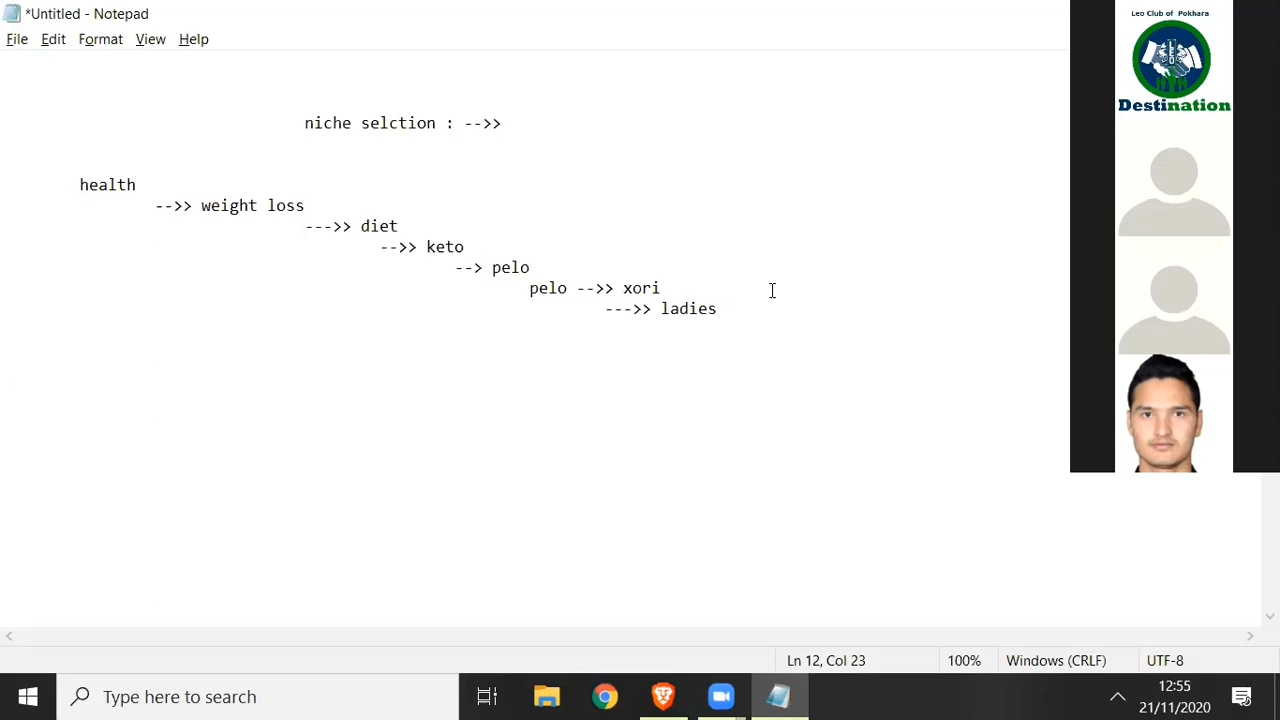 *Untitled - Notepad
File Edit Format View Help
niche selction : -->>
health
-->> weight loss
--->> diet
-->> keto
--> pelo
pelo -->> xori
--->> ladies
Leo Club of Pokhara
LEO
Destination
Ln 12, Col 23
100%
Windows (CRLF)
UTF-8
Type here to search
12:55
21/11/2020